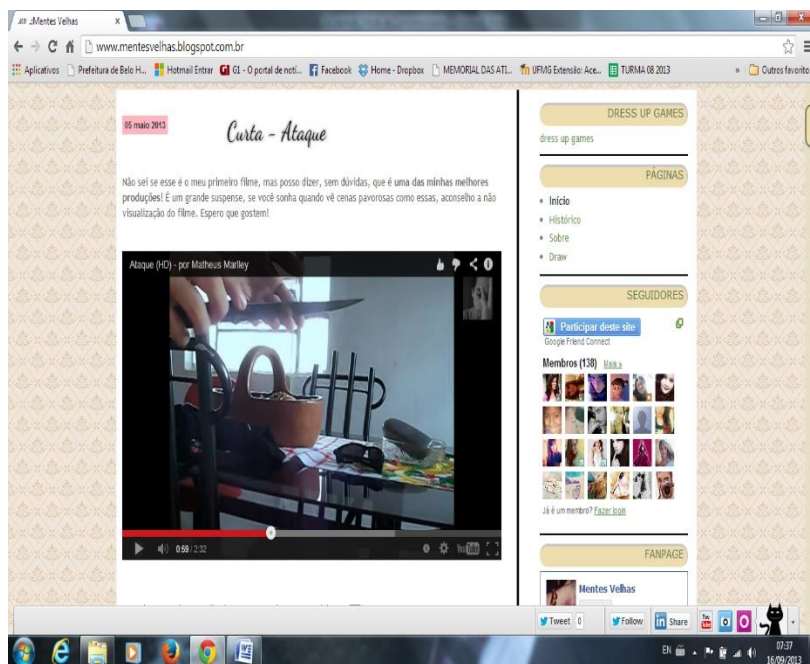 .::Mentes Velhas
www.mentesvelhas.blogspot.com.br
Aplicativos
Prefeitura de Belo H...
Hotmail Entrar
G1 - O portal de notí...
Facebook
Home - Dropbox
MEMORIAL DAS ATI...
UFMG Extensão: Ace...
TURMA 08 2013
»
Outros favorito
05 maio 2013
Curta - Ataque
Não sei se esse é o meu primeiro filme, mas posso dizer, sem dúvidas, que é uma das minhas melhores
produções! É um grande suspense, se você sonha quando vê cenas pavorosas como essas, aconselho a não
visualização do filme. Espero que gostem!
Ataque (HD) - por Matheus Marlley
0:59 / 2:32
YouTube
DRESS UP GAMES
dress up games
PÁGINAS
Início
Histórico
Sobre
Draw
SEGUIDORES
Participar deste site
Google Friend Connect
Membros (138) Mais »
Já é um membro? Fazer login
FANPAGE
Mentes Velhas
Tweet 0
Follow
Share
You Tube
EN
07:37
16/09/2013